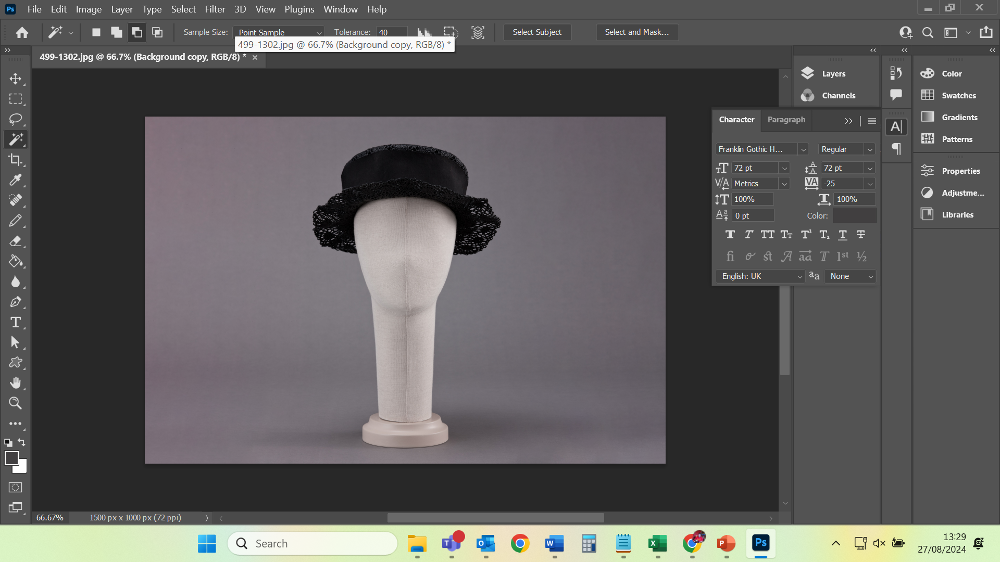 Ps File Edit Image Layer Type Select Filter 3D View Plugins Window Help
Sample Size: Point Sample Tolerance: 40 Select Subject Select and Mask...
499-1302.jpg @ 66.7% (Background copy, RGB/8) *
499-1302.jpg @ 66.7% (Background copy, RGB/8) * ×
Layers
Channels
Color
Swatches
Gradients
Patterns
Properties
Adjustme...
Libraries
Character Paragraph
Franklin Gothic H... Regular
72 pt 72 pt
Metrics -25
100% 100%
0 pt Color:
English: UK aa None
66.67% 1500 px x 1000 px (72 ppi)
Search
13:29
27/08/2024